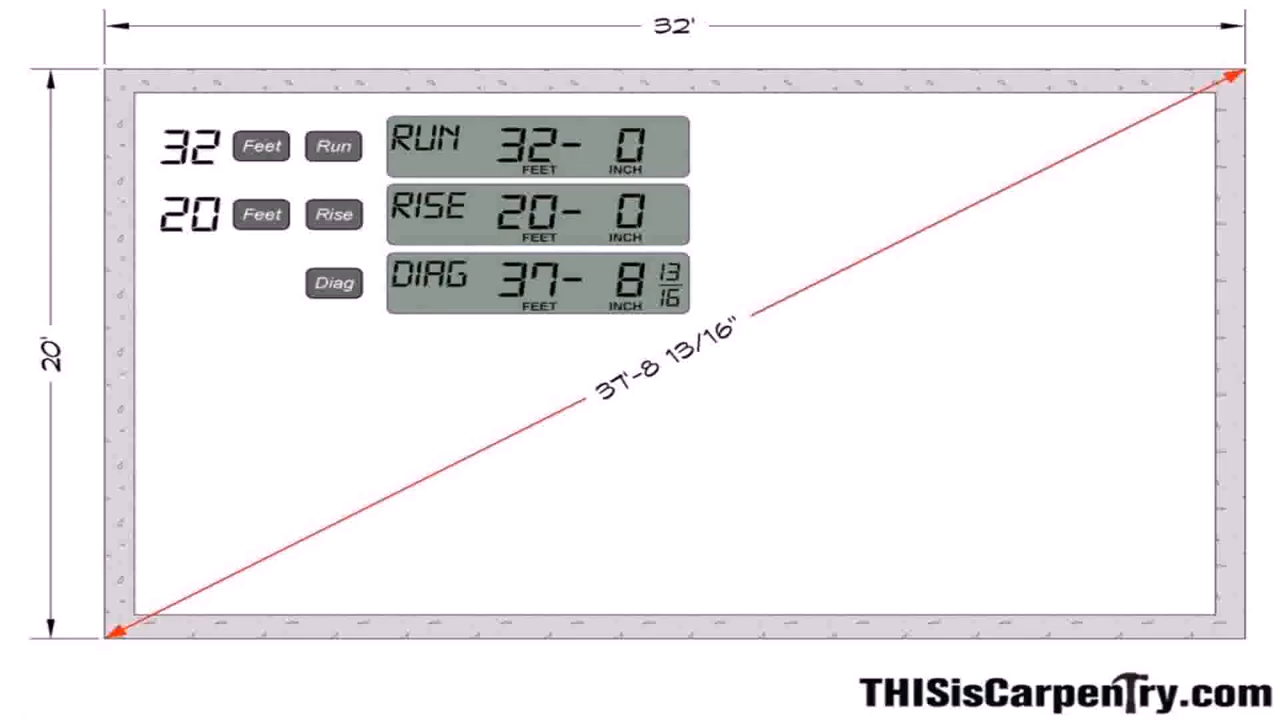 32'
32 Feet Run RUN 32- 0
FEET INCH
20 Feet Rise RISE 20- 0
FEET INCH
Diag DIAG 37- 8 13/16
FEET INCH
20'
37'-8 13/16"
THISisCarpenTry.com